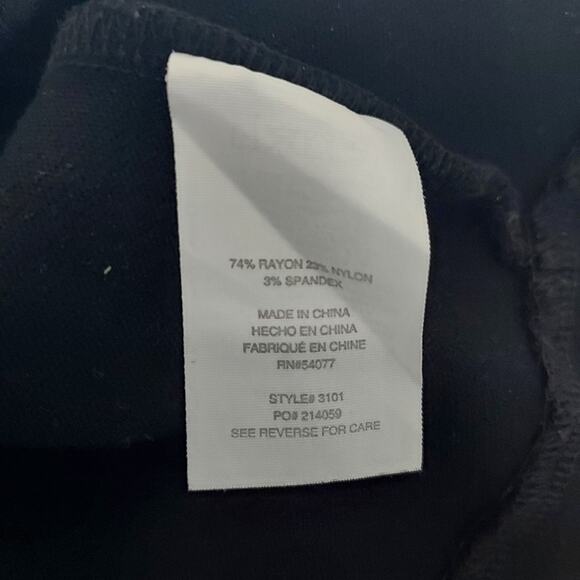 74% RAYON 23% NYLON
3% SPANDEX
MADE IN CHINA
HECHO EN CHINA
FABRIQUÉ EN CHINE
RN#54077
STYLE# 3101
PO# 214059
SEE REVERSE FOR CARE